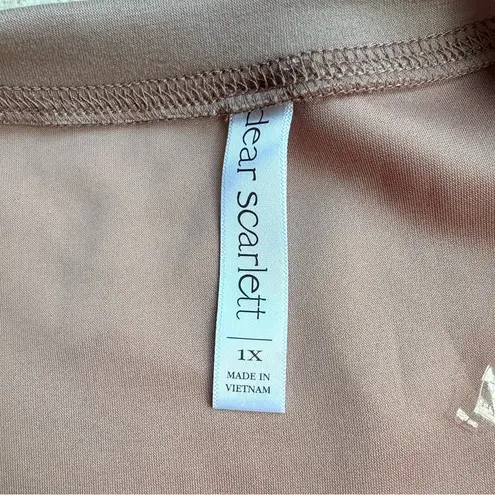 dear scarlett
1X
MADE IN
VIETNAM